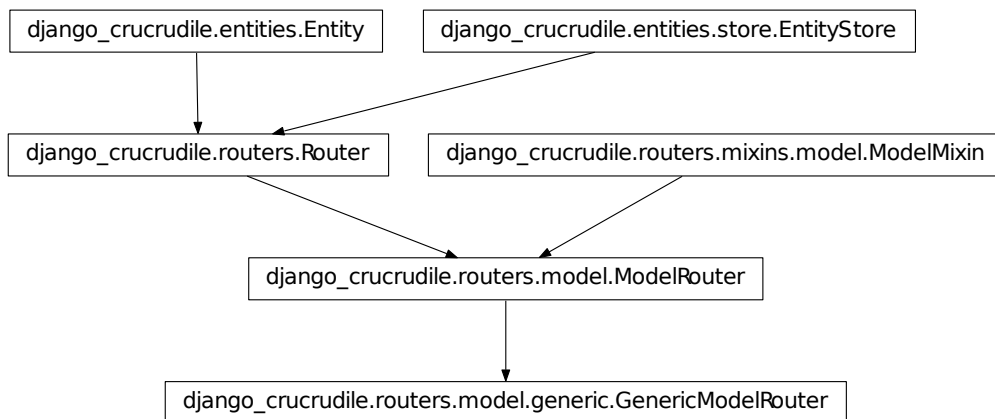 django_crucrudile.entities.Entity
django_crucrudile.entities.store.EntityStore
django_crucrudile.routers.Router
django_crucrudile.routers.mixins.model.ModelMixin
django_crucrudile.routers.model.ModelRouter
django_crucrudile.routers.model.generic.GenericModelRouter